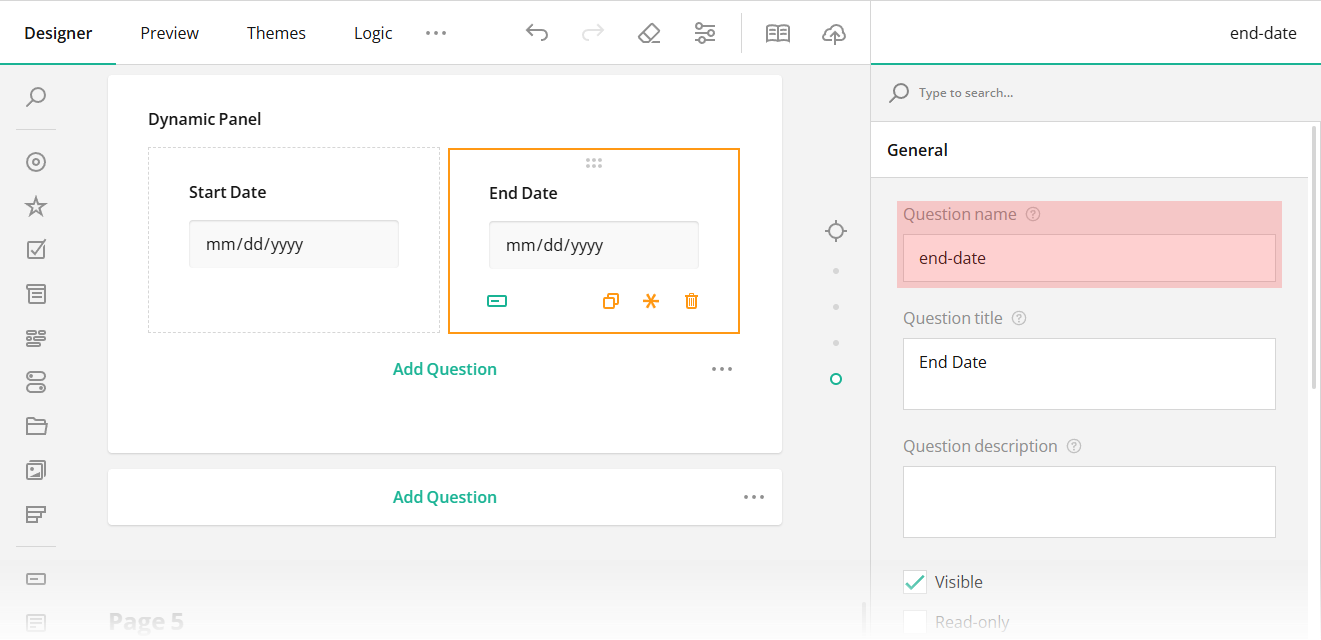 Designer
Preview
Themes
Logic
end-date
Type to search...
General
Dynamic Panel
Start Date
mm/dd/yyyy
End Date
mm/dd/yyyy
Add Question
Add Question
Page 5
Question name
end-date
Question title
End Date
Question description
Visible
Read-only